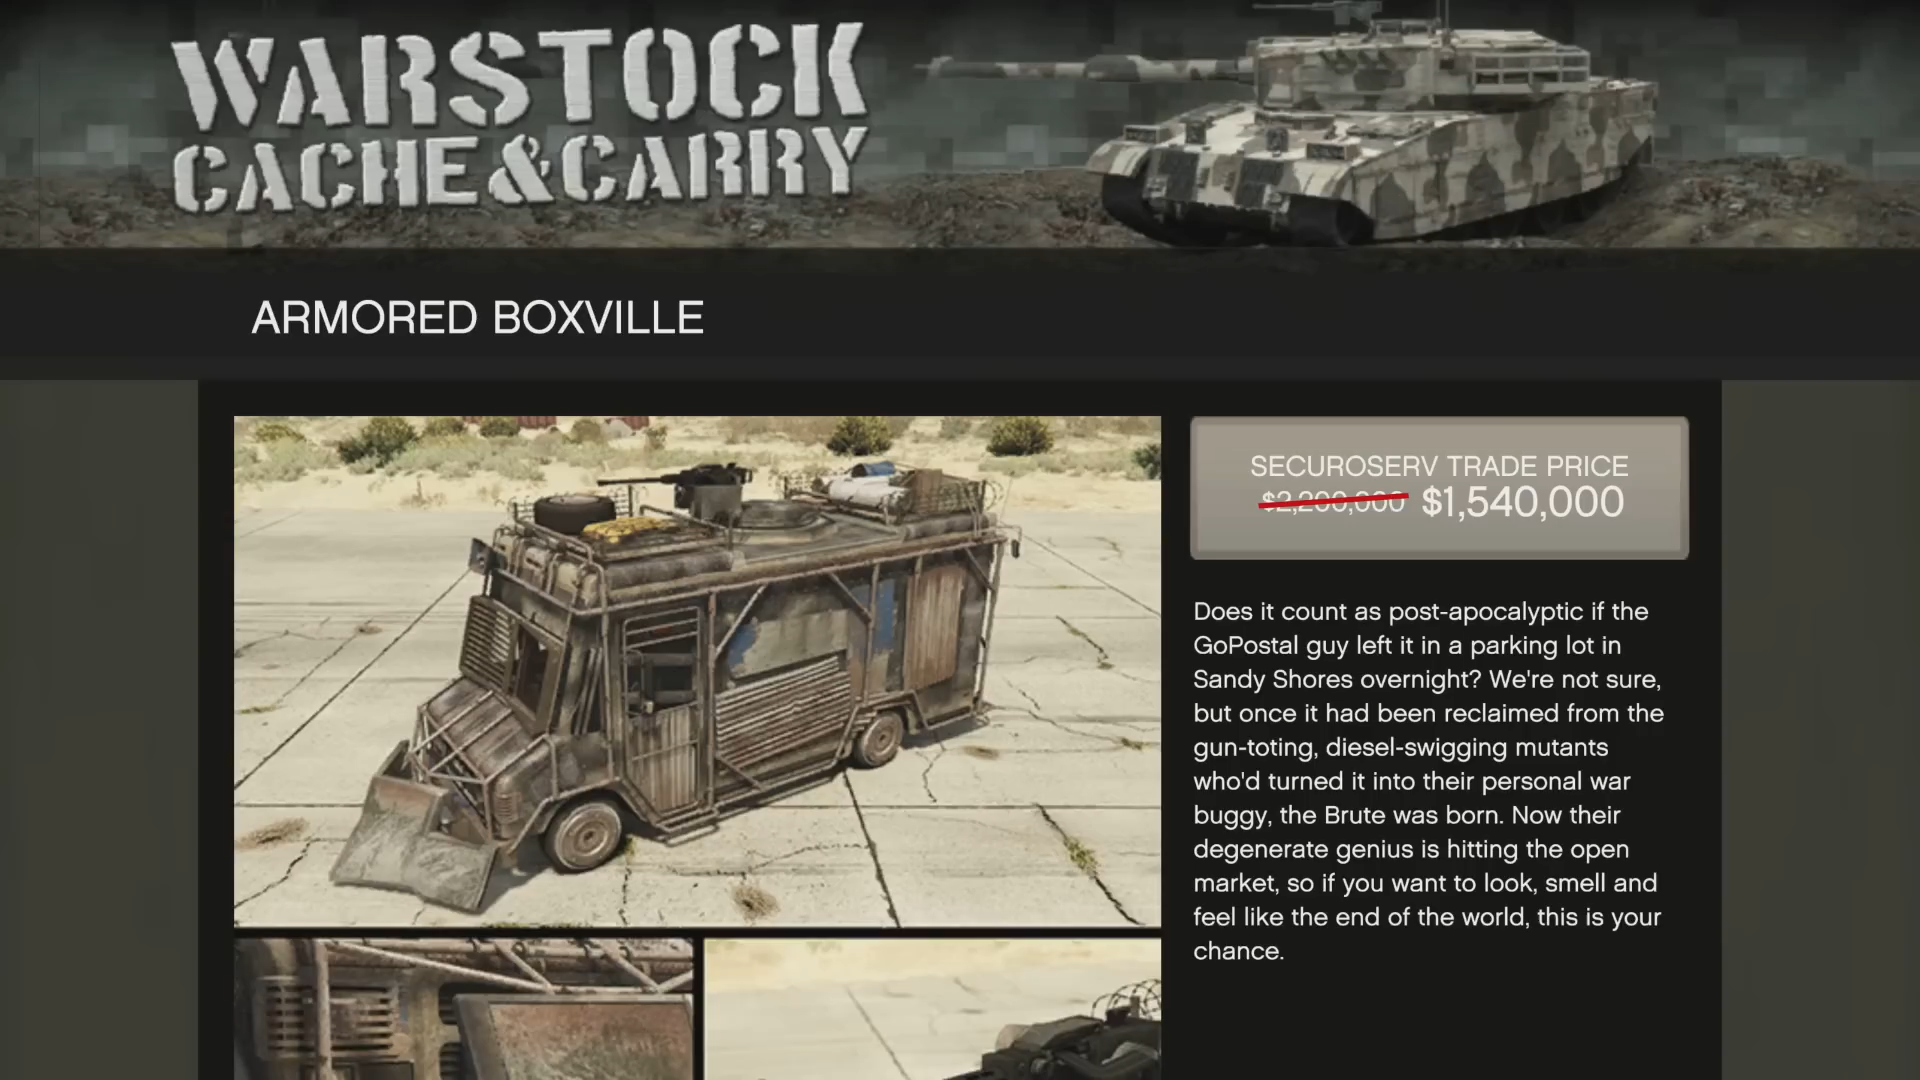 WARSTOCK
CACHE&CARRY
ARMORED BOXVILLE
SECUROSERV TRADE PRICE
$2,200,000 $1,540,000
Does it count as post-apocalyptic if the
GoPostal guy left it in a parking lot in
Sandy Shores overnight? We're not sure,
but once it had been reclaimed from the
gun-toting, diesel-swigging mutants
who'd turned it into their personal war
buggy, the Brute was born. Now their
degenerate genius is hitting the open
market, so if you want to look, smell and
feel like the end of the world, this is your
chance.